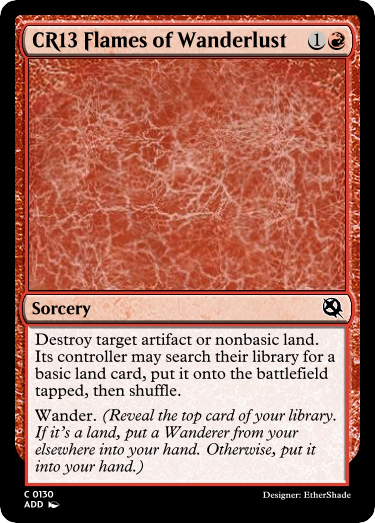 CR13 Flames of Wanderlust 1
Sorcery
Destroy target artifact or nonbasic land.
Its controller may search their library for a
basic land card, put it onto the battlefield
tapped, then shuffle.
Wander. (Reveal the top card of your library.
If it's a land, put a Wanderer from your
elsewhere into your hand. Otherwise, put it
into your hand.)
C 0130
ADD
Designer: EtherShade